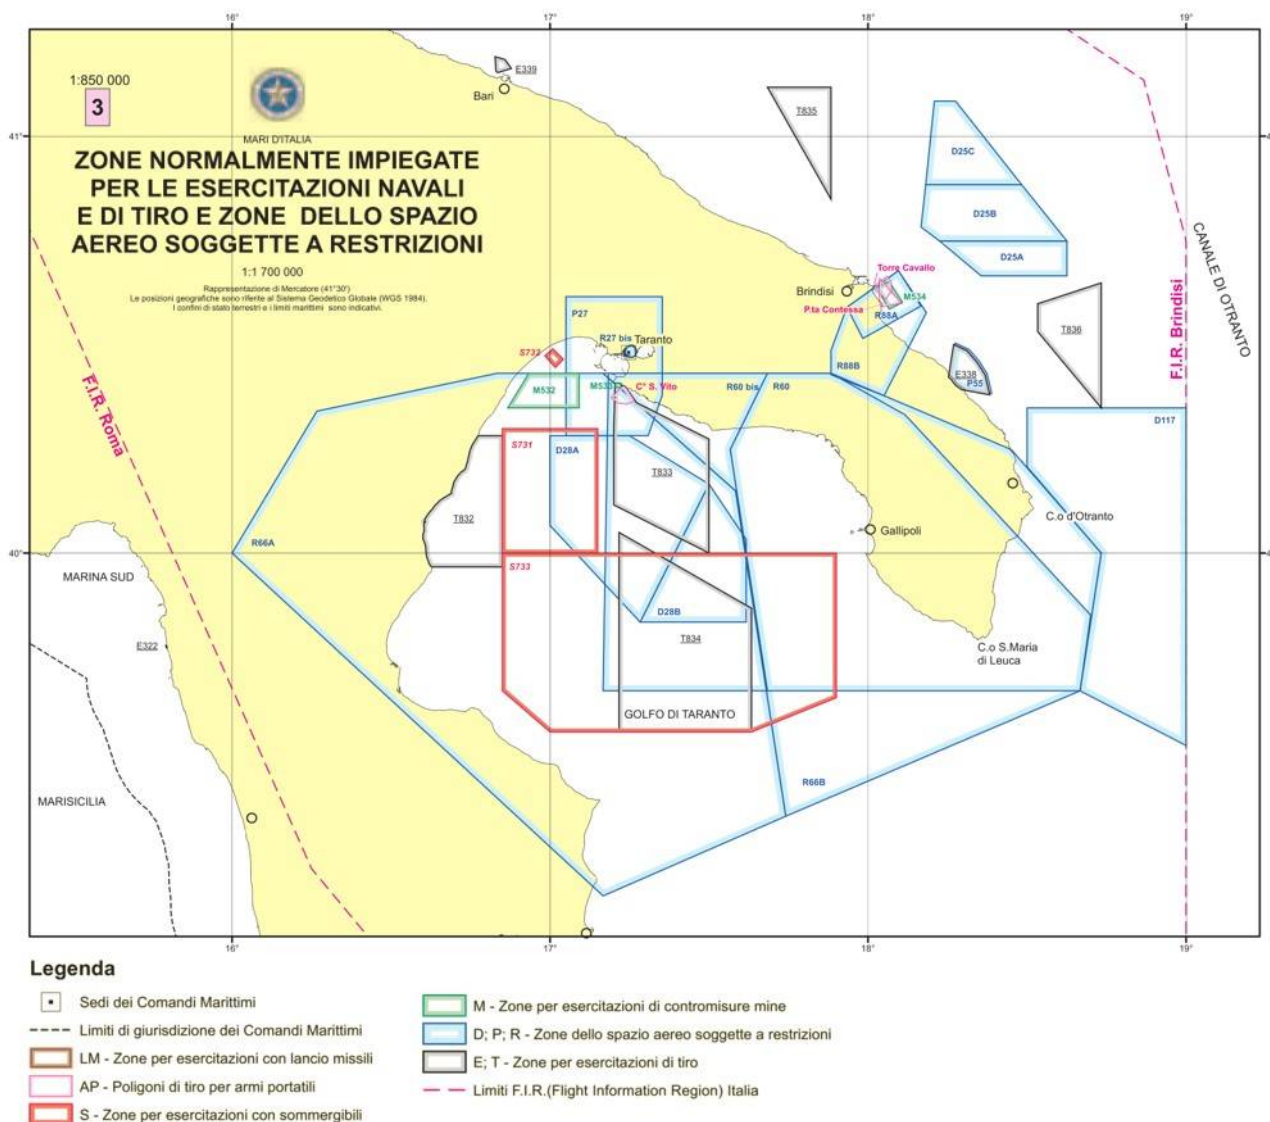 16°
17°
18°
19°
1:850 000
3
MARI D'ITALIA
ZONE NORMALMENTE IMPIEGATE
PER LE ESERCITAZIONI NAVALI
E DI TIRO E ZONE DELLO SPAZIO
AEREO SOGGETTE A RESTRIZIONI
1:1 700 000
Rappresentazione di Mercatore (41°30')
Le posizioni geografiche sono riferite al Sistema Geodetico Globale (WGS 1984).
I confini di stato terrestri e i limiti marittimi sono indicativi.
E339
Bari
T835
41°
D25C
D25B
D25A
CANALE DI OTRANTO
Torre Cavallo
Brindisi
M534
P.ta Contessa
R88A
T836
F.I.R. Brindisi
P27
R27 bis
Taranto
S732
R88B
E338
P55
M532
C° S. Vito
R60 bis
R60
F.I.R. Roma
D117
S731
D28A
T833
T832
C.o d'Otranto
Gallipoli
R66A
40°
S733
MARINA SUD
D28B
T834
E322
C.o S.Maria
di Leuca
GOLFO DI TARANTO
R66B
MARISICILIA
16°
17°
18°
19°
Legenda
Sedi dei Comandi Marittimi
Limiti di giurisdizione dei Comandi Marittimi
LM - Zone per esercitazioni con lancio missili
AP - Poligoni di tiro per armi portatili
S - Zone per esercitazioni con sommergibili
M - Zone per esercitazioni di contromisure mine
D; P; R - Zone dello spazio aereo soggette a restrizioni
E; T - Zone per esercitazioni di tiro
Limiti F.I.R.(Flight Information Region) Italia